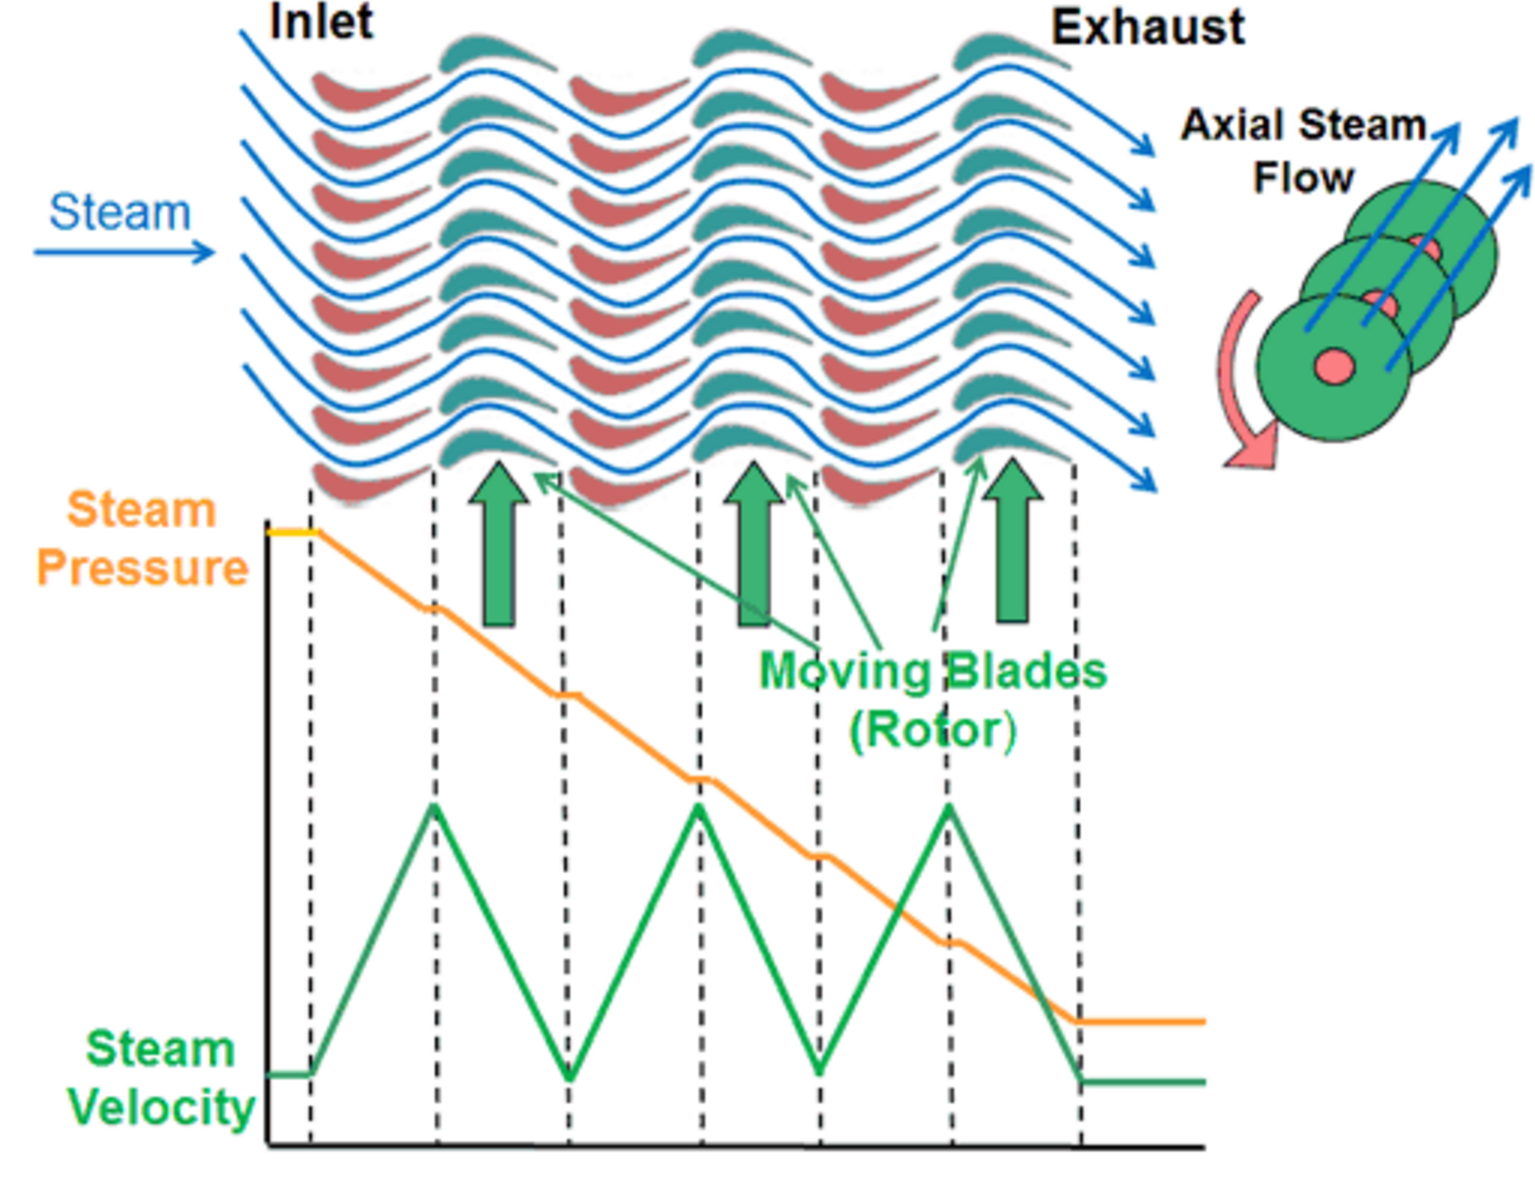 Inlet
Exhaust
Axial Steam
Flow
Steam
Steam
Pressure
Moving Blades
(Rotor)
Steam
Velocity